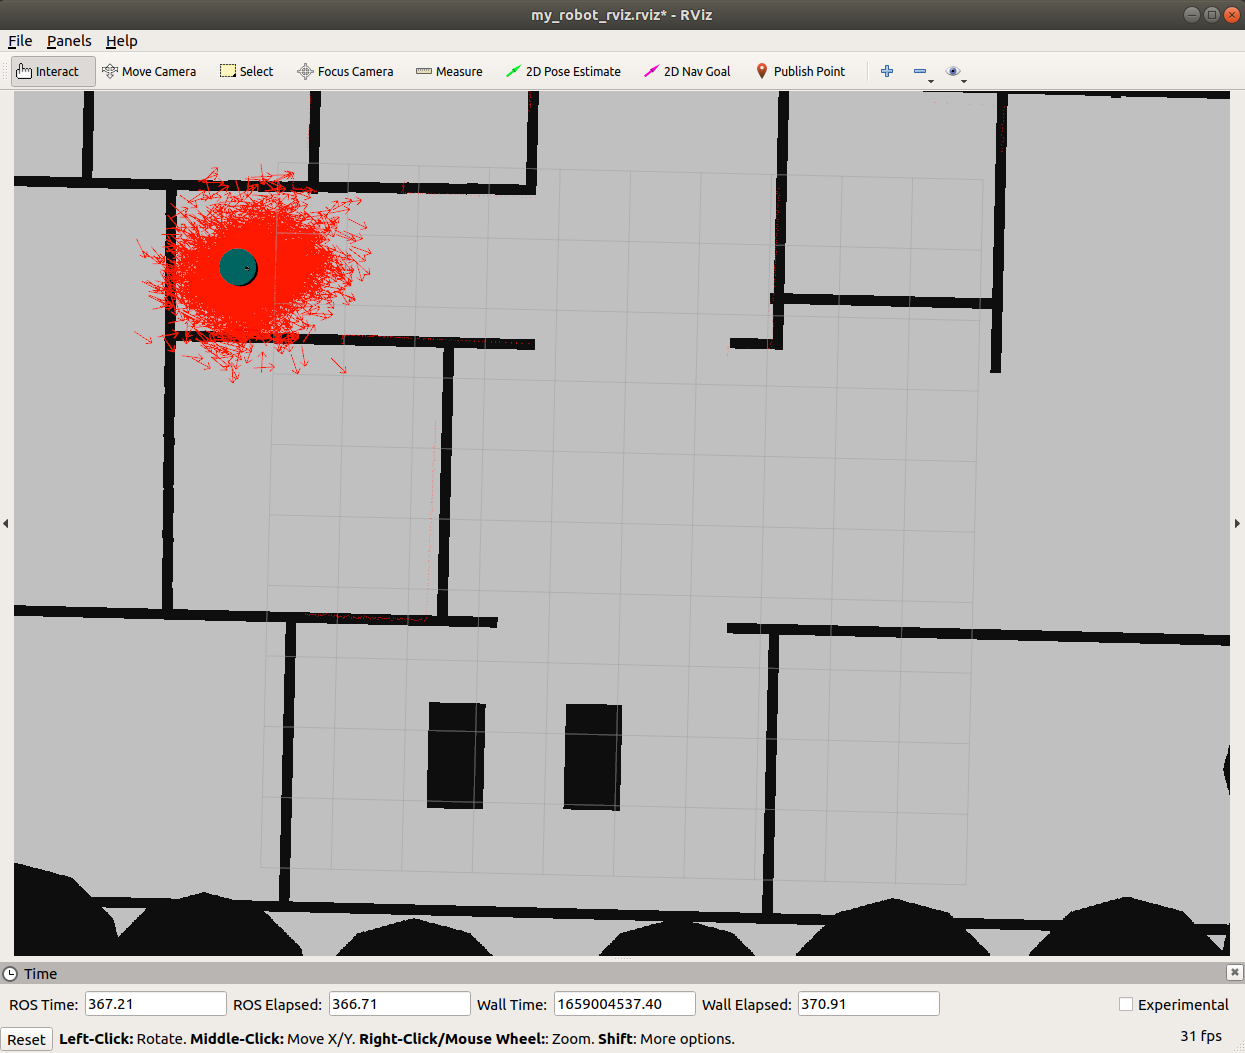 my_robot_rviz.rviz* - RViz
File Panels Help
Interact Move Camera Select Focus Camera Measure 2D Pose Estimate 2D Nav Goal Publish Point
Time
ROS Time: 367.21 ROS Elapsed: 366.71 Wall Time: 1659004537.40 Wall Elapsed: 370.91 Experimental
Reset Left-Click: Rotate. Middle-Click: Move X/Y. Right-Click/Mouse Wheel:: Zoom. Shift: More options. 31 fps